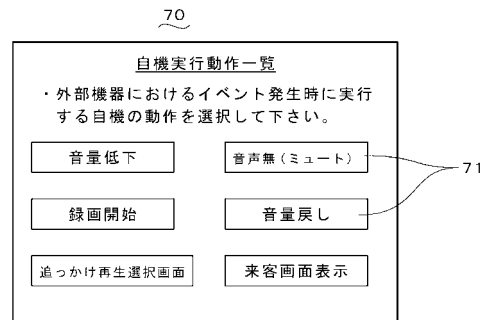 70
自機実行動作一覧
・外部機器におけるイベント発生時に実行
する自機の動作を選択して下さい。
音量低下 音声無(ミュート)
71
録画開始 音量戻し
追っかけ再生選択画面 来客画面表示